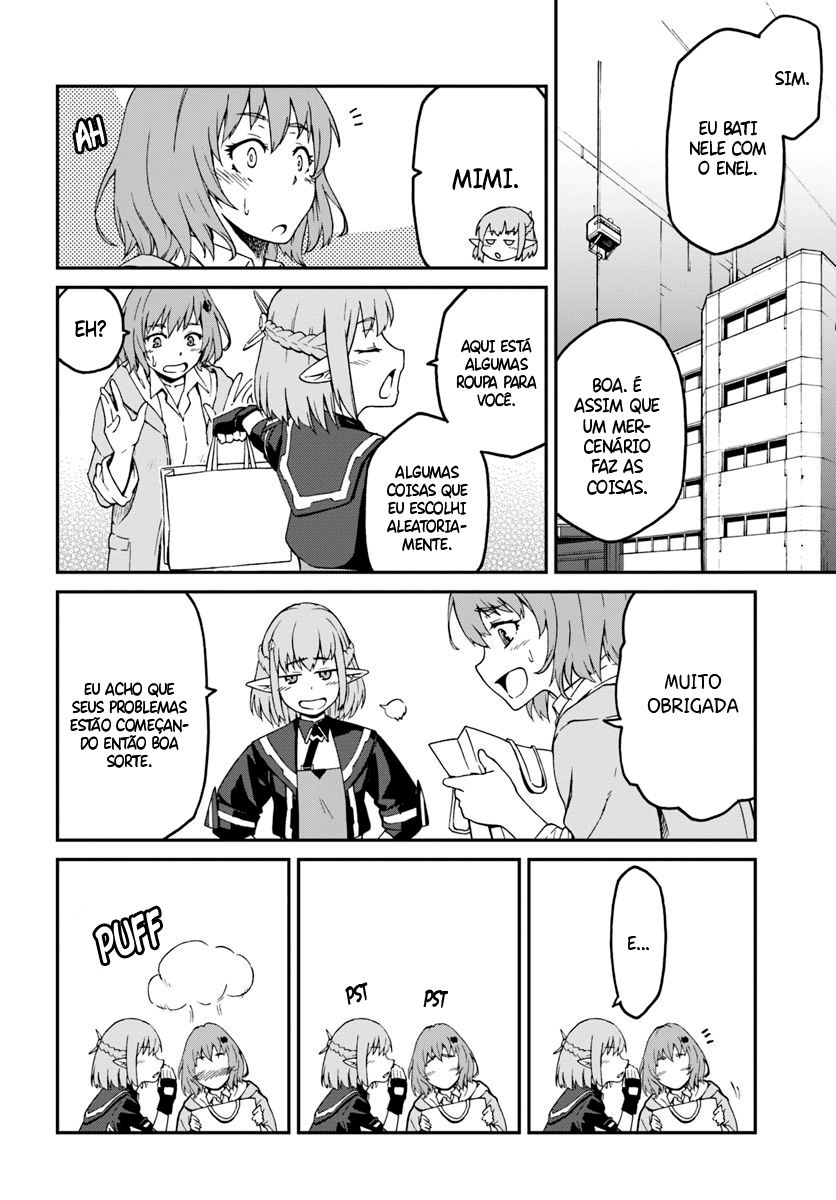 SIM.
EU BATI
NELE COM
O ENEL.
BOA. É
ASSIM QUE
UM MER-
CENÁRIO
FAZ AS
COISAS.
MIMI.
AH
AQUI ESTÁ
ALGUMAS
ROUPA PARA
VOCÊ.
ALGUMAS
COISAS QUE
EU ESCOLHI
ALEATORIA-
MENTE.
EH?
MUITO
OBRIGADA
EU ACHO QUE
SEUS PROBLEMAS
ESTÃO COMEÇAN-
DO ENTÃO BOA
SORTE.
E...
PST
PST
PUFF